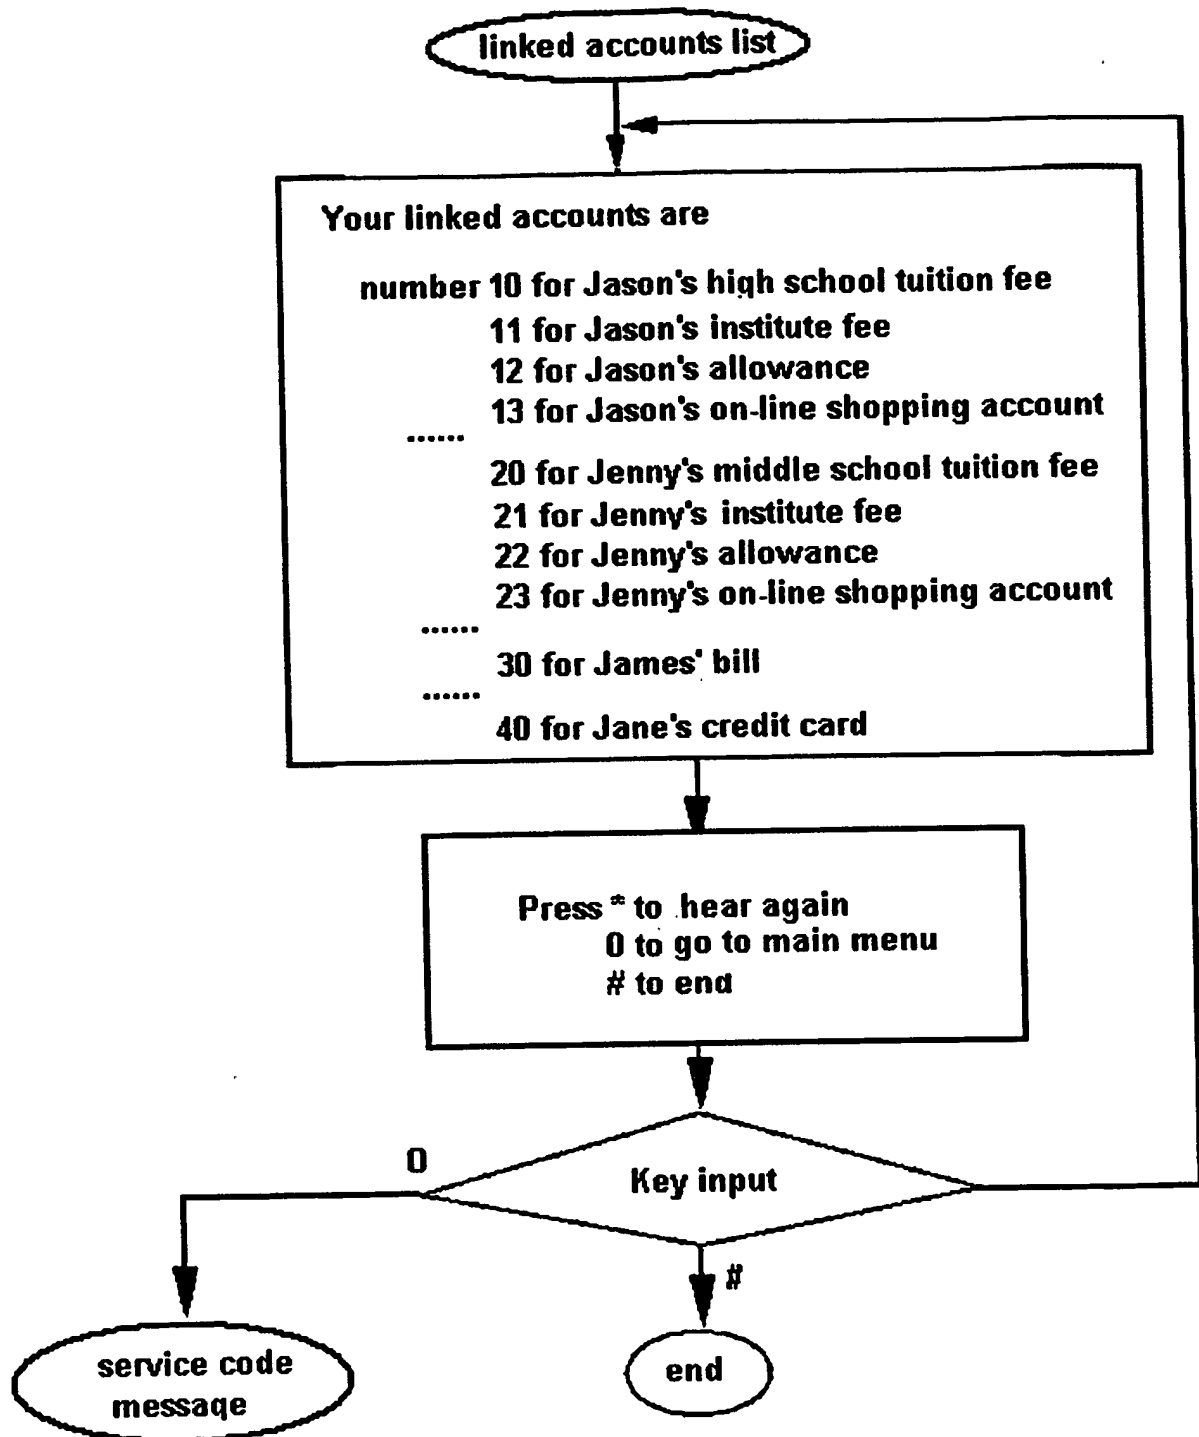 linked accounts list
Your linked accounts are
number 10 for Jason's high school tuition fee
11 for Jason's institute fee
12 for Jason's allowance
13 for Jason's on-line shopping account
......
20 for Jenny's middle school tuition fee
21 for Jenny's institute fee
22 for Jenny's allowance
23 for Jenny's on-line shopping account
......
30 for James' bill
......
40 for Jane's credit card
Press * to hear again
0 to go to main menu
# to end
0
Key input
#
service code
message
end